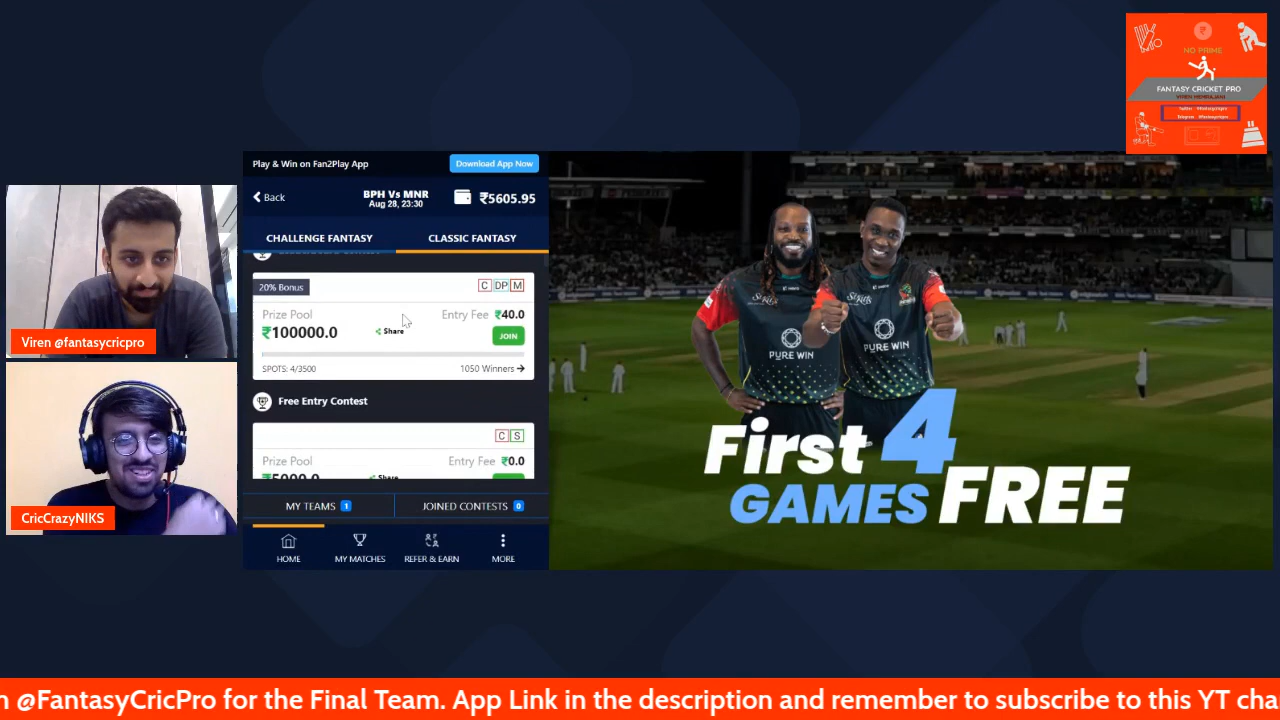 NO PRIME
FANTASY CRICKET PRO
VIREN HEMRAJANI
Play & Win on Fan2Play App
Download App Now
Back
BPH Vs MNR
Aug 28, 23:30
₹5605.95
CHALLENGE FANTASY
CLASSIC FANTASY
20% Bonus
C DP M
Prize Pool
Entry Fee ₹40.0
₹100000.0
Share
JOIN
SPOTS: 4/3500
1050 Winners
Free Entry Contest
C S
Prize Pool
Entry Fee ₹0.0
₹5000.0
Share
MY TEAMS 1
JOINED CONTESTS 0
HOME
MY MATCHES
REFER & EARN
MORE
Viren @fantasycricpro
CricCrazyNIKS
PURE WIN
PURE WIN
First 4
GAMES FREE
@FantasyCricPro for the Final Team. App Link in the description and remember to subscribe to this YT cha